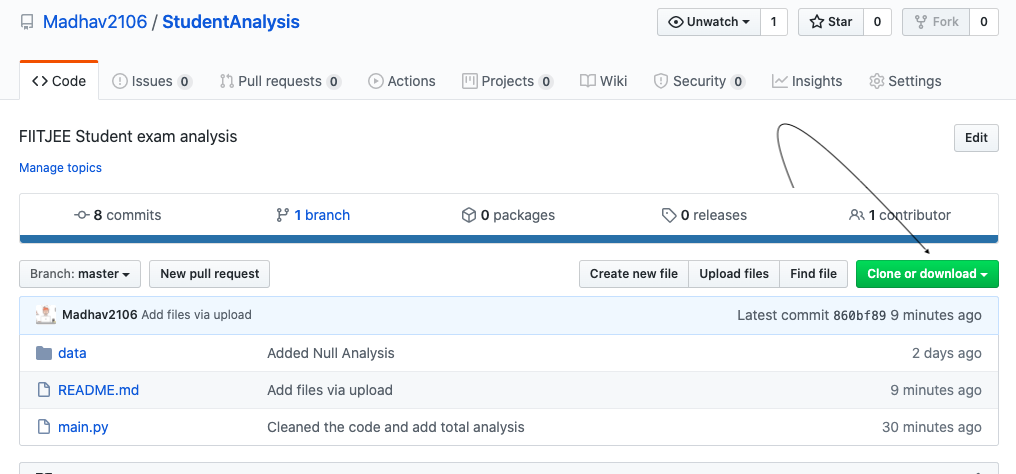 Madhav2106 / StudentAnalysis Unwatch 1 Star 0 Fork 0
Code Issues 0 Pull requests 0 Actions Projects 0 Wiki Security 0 Insights Settings
FIITJEE Student exam analysis Edit
Manage topics
8 commits 1 branch 0 packages 0 releases 1 contributor
Branch: master New pull request Create new file Upload files Find file Clone or download
Madhav2106 Add files via upload Latest commit 860bf89 9 minutes ago
data Added Null Analysis 2 days ago
README.md Add files via upload 9 minutes ago
main.py Cleaned the code and add total analysis 30 minutes ago